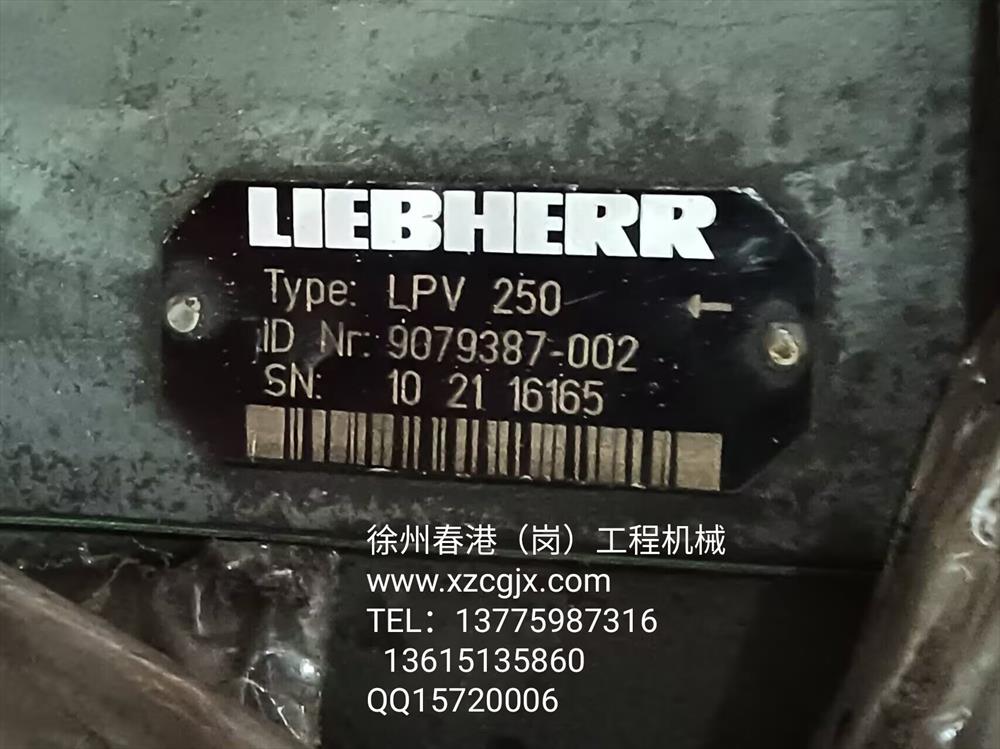 LIEBHERR
Type: LPV 250 ←
ID Nr: 9079387-002
SN: 10 21 16165
徐州春港（岗）工程机械
www.xzcgjx.com
TEL：13775987316
13615135860
QQ15720006